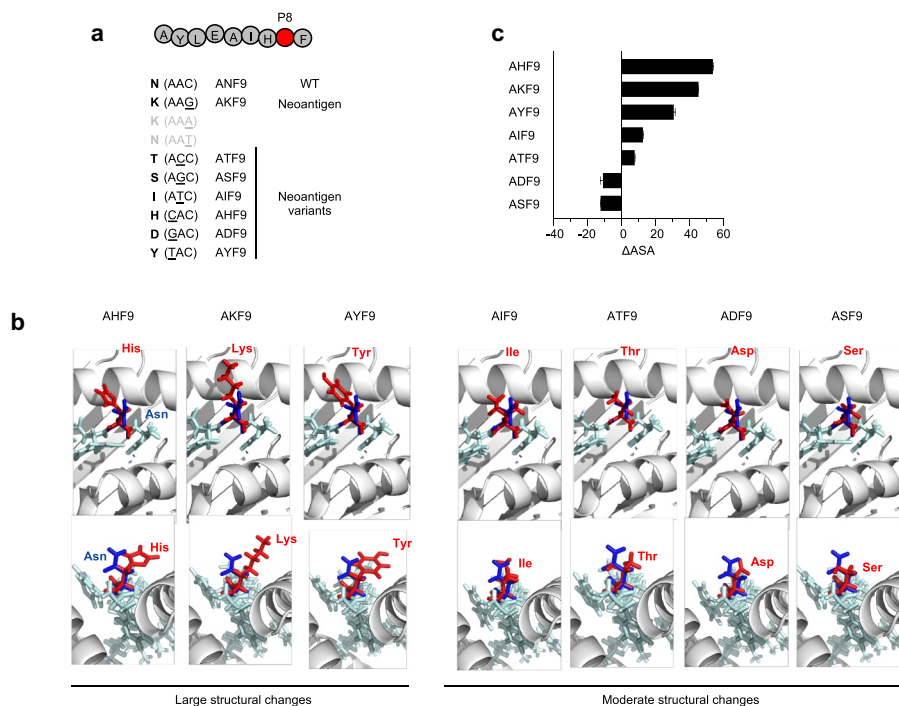 a
P8
A Y L E A I H F
N (AAC) ANF9 WT
K (AAG) AKF9 Neoantigen
K (AAA)
N (AAT)
T (ACC) ATF9
S (AGC) ASF9
I (ATC) AIF9
H (CAC) AHF9
D (GAC) ADF9
Y (TAC) AYF9
Neoantigen
variants
c
AHF9
AKF9
AYF9
AIF9
ATF9
ADF9
ASF9
-40 -20 0 20 40 60
ΔASA
b
AHF9 AKF9 AYF9 AIF9 ATF9 ADF9 ASF9
His Lys Tyr Ile Thr Asp Ser
Asn
Asn His Lys Tyr Ile Thr Asp Ser
Large structural changes Moderate structural changes